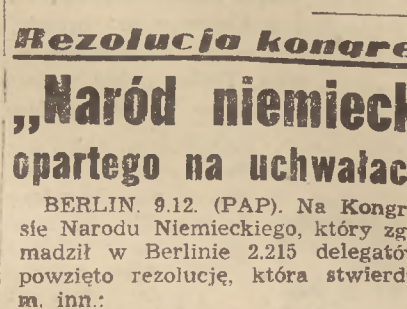 Rezolucja kongre
„Naród niemieck
opartego na uchwałac
BERLIN. 9.12. (PAP). Na Kongr
sie Narodu Niemieckiego, który zg
madził w Berlinie 2.215 delegató
powzięto rezolucję, która stwierd
m. inn.: